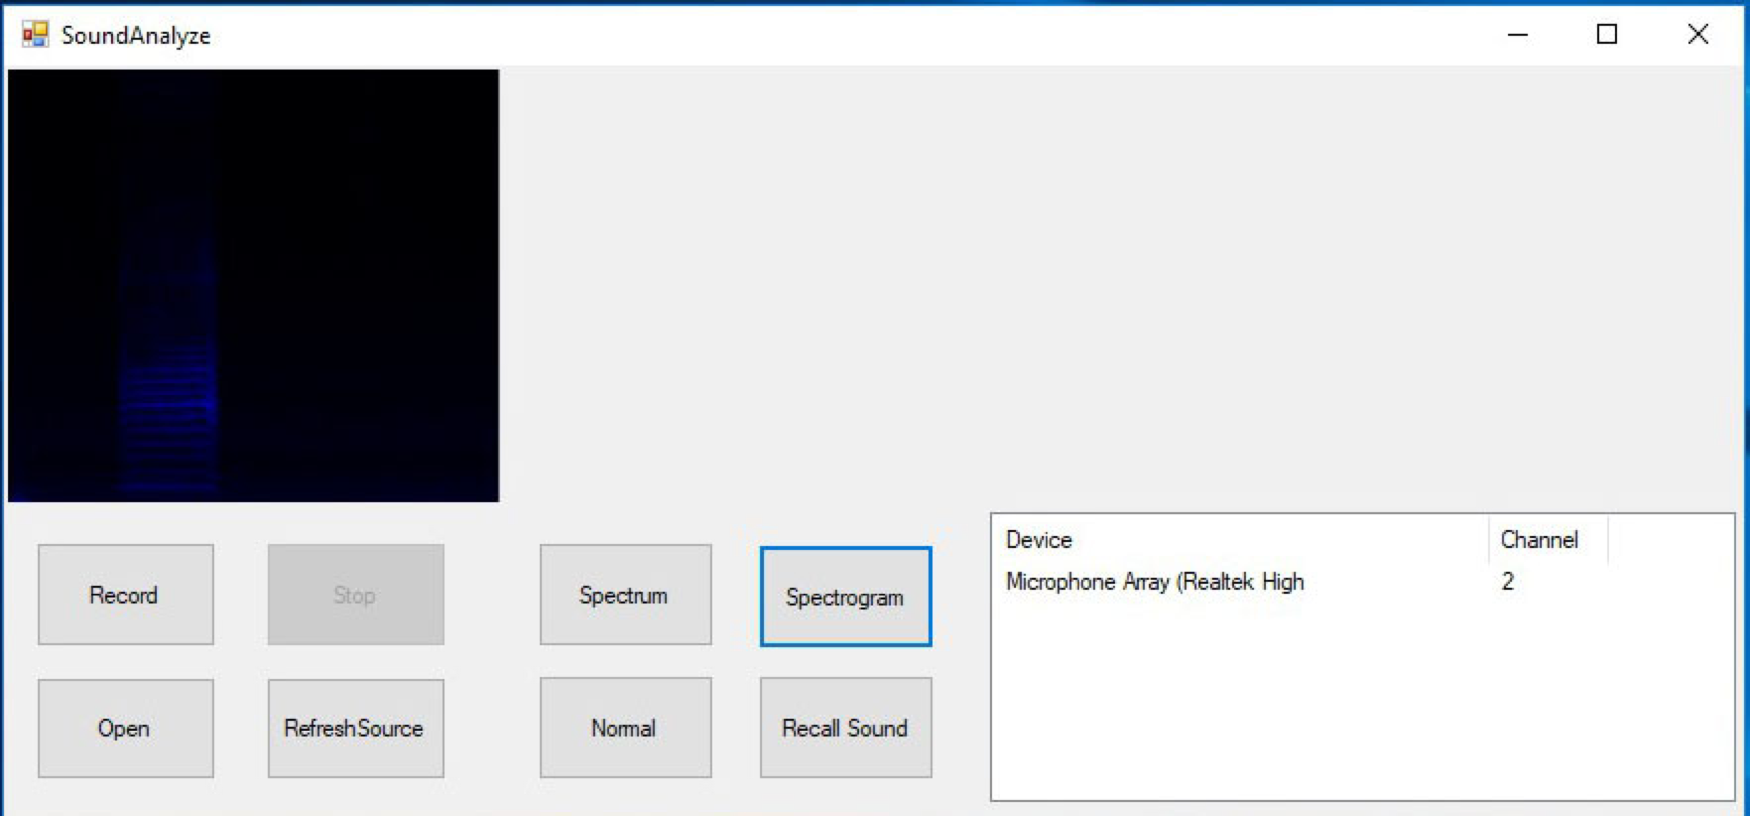 SoundAnalyze
Device Channel
Microphone Array (Realtek High 2
Record Stop Spectrum Spectrogram
Open RefreshSource Normal Recall Sound